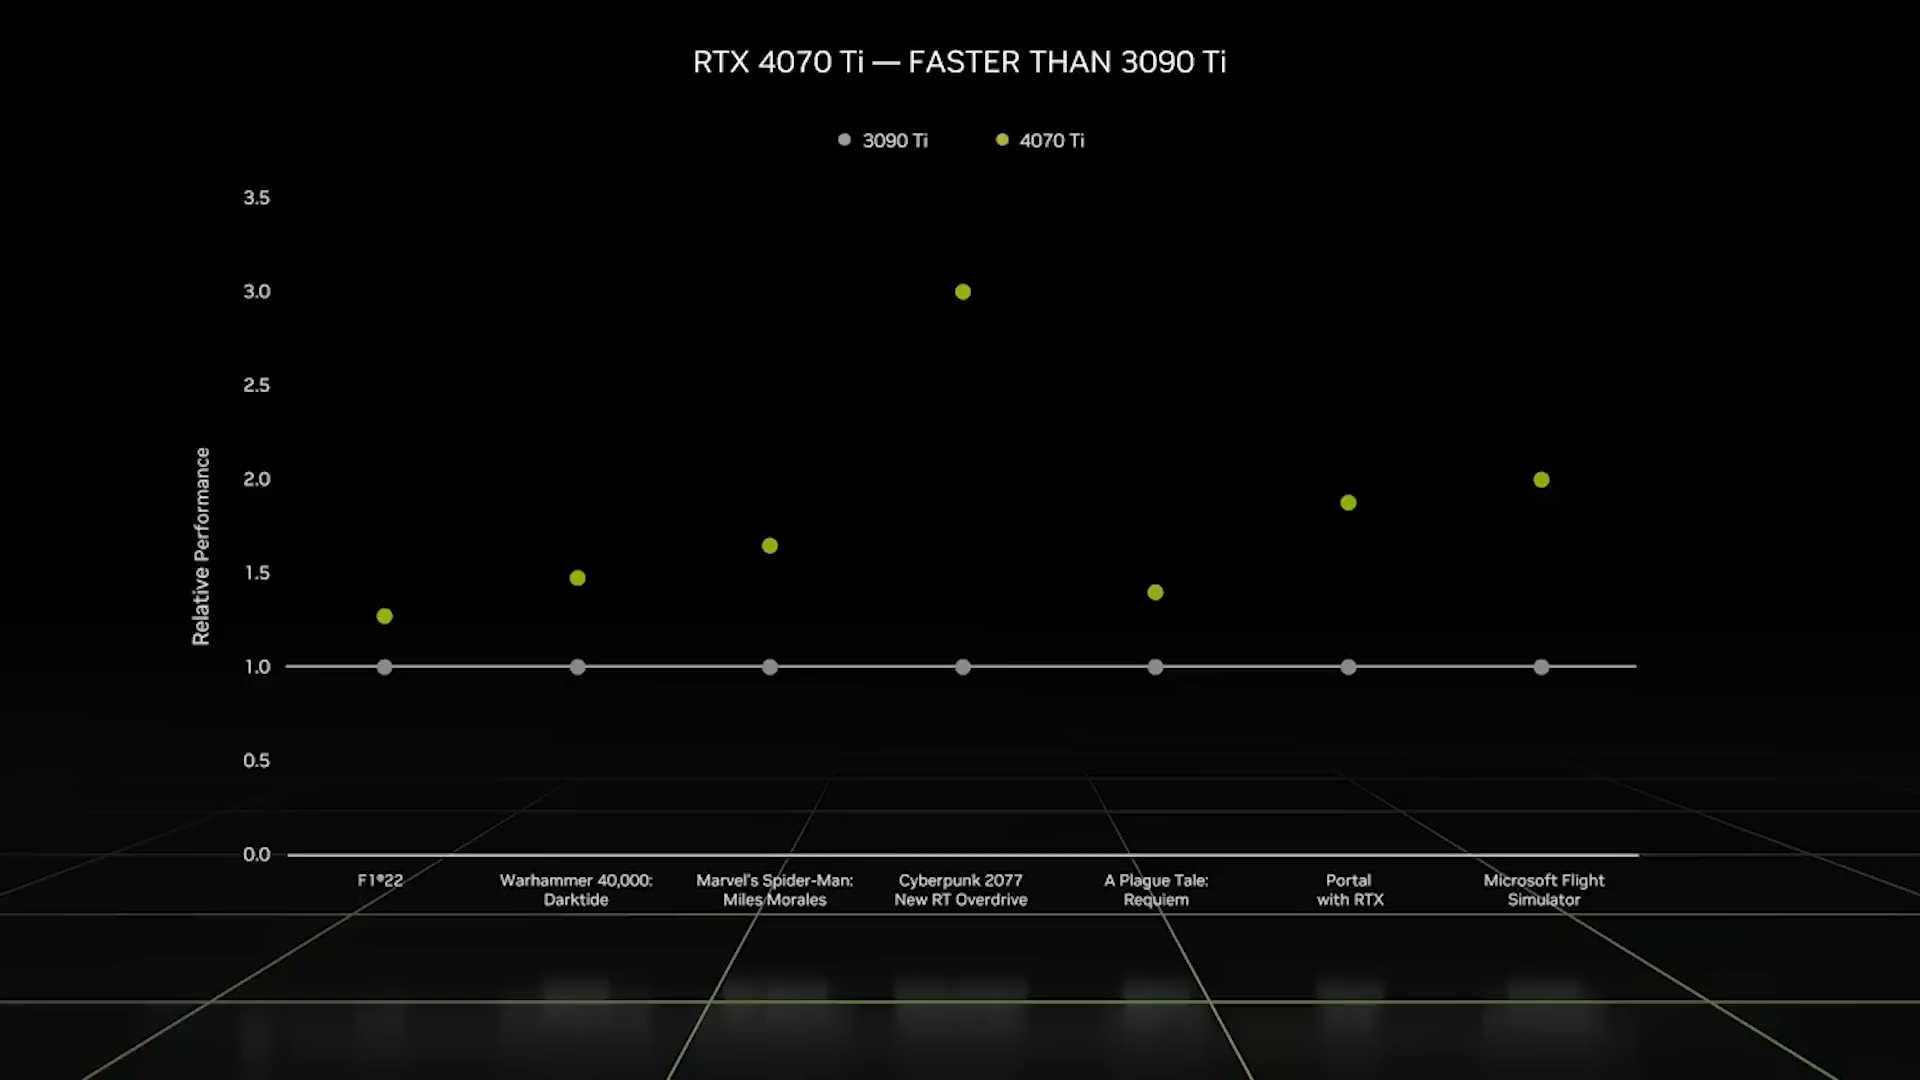 RTX 4070 Ti — FASTER THAN 3090 Ti
3090 Ti 4070 Ti
3.5
3.0
2.5
2.0
1.5
1.0
0.5
0.0
Relative Performance
F1®22
Warhammer 40,000:
Darktide
Marvel's Spider-Man:
Miles Morales
Cyberpunk 2077
New RT Overdrive
A Plague Tale:
Requiem
Portal
with RTX
Microsoft Flight
Simulator